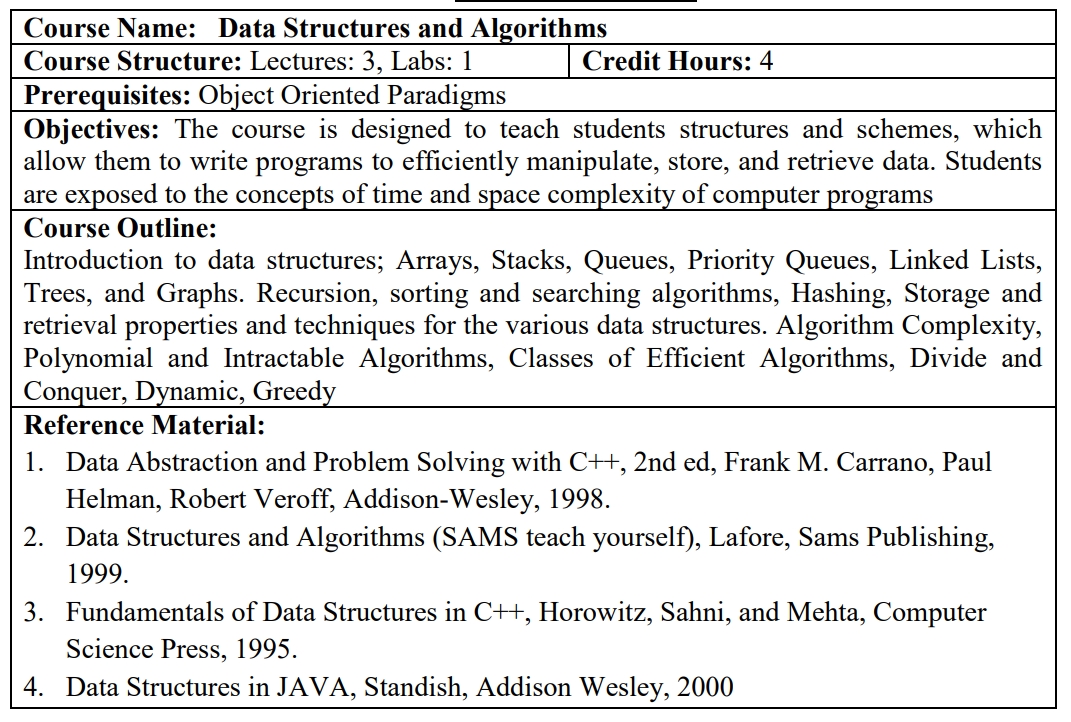 Course Name: Data Structures and Algorithms
Course Structure: Lectures: 3, Labs: 1 Credit Hours: 4
Prerequisites: Object Oriented Paradigms
Objectives: The course is designed to teach students structures and schemes, which
allow them to write programs to efficiently manipulate, store, and retrieve data. Students
are exposed to the concepts of time and space complexity of computer programs
Course Outline:
Introduction to data structures; Arrays, Stacks, Queues, Priority Queues, Linked Lists,
Trees, and Graphs. Recursion, sorting and searching algorithms, Hashing, Storage and
retrieval properties and techniques for the various data structures. Algorithm Complexity,
Polynomial and Intractable Algorithms, Classes of Efficient Algorithms, Divide and
Conquer, Dynamic, Greedy
Reference Material:
1. Data Abstraction and Problem Solving with C++, 2nd ed, Frank M. Carrano, Paul
Helman, Robert Veroff, Addison-Wesley, 1998.
2. Data Structures and Algorithms (SAMS teach yourself), Lafore, Sams Publishing,
1999.
3. Fundamentals of Data Structures in C++, Horowitz, Sahni, and Mehta, Computer
Science Press, 1995.
4. Data Structures in JAVA, Standish, Addison Wesley, 2000